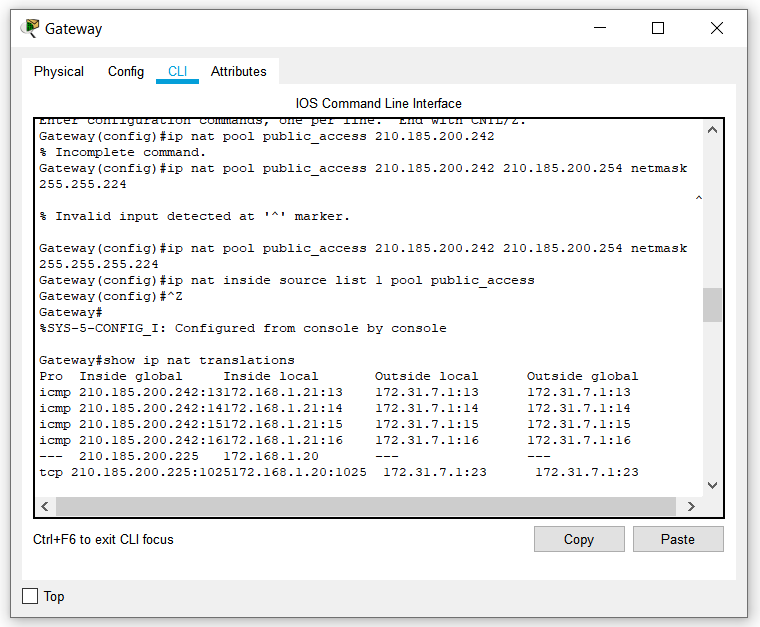 Gateway
Physical Config CLI Attributes
IOS Command Line Interface
Enter configuration commands, one per line. End with CNTL/Z.
Gateway(config)#ip nat pool public_access 210.185.200.242
% Incomplete command.
Gateway(config)#ip nat pool public_access 210.185.200.242 210.185.200.254 netmask
255.255.224
^
% Invalid input detected at '^' marker.
Gateway(config)#ip nat pool public_access 210.185.200.242 210.185.200.254 netmask
255.255.255.224
Gateway(config)#ip nat inside source list 1 pool public_access
Gateway(config)#^Z
Gateway#
%SYS-5-CONFIG_I: Configured from console by console
Gateway#show ip nat translations
Pro Inside global Inside local Outside local Outside global
icmp 210.185.200.242:13172.168.1.21:13 172.31.7.1:13 172.31.7.1:13
icmp 210.185.200.242:14172.168.1.21:14 172.31.7.1:14 172.31.7.1:14
icmp 210.185.200.242:15172.168.1.21:15 172.31.7.1:15 172.31.7.1:15
icmp 210.185.200.242:16172.168.1.21:16 172.31.7.1:16 172.31.7.1:16
--- 210.185.200.225 172.168.1.20 --- ---
tcp 210.185.200.225:1025172.168.1.20:1025 172.31.7.1:23 172.31.7.1:23
Ctrl+F6 to exit CLI focus
Copy Paste
Top